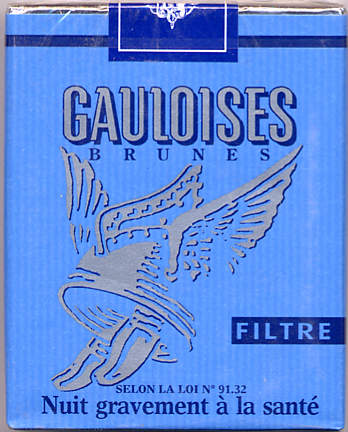 GAULOISES
BRUNES
FILTRE
SELON LA LOI N° 91.32
Nuit gravement à la santé